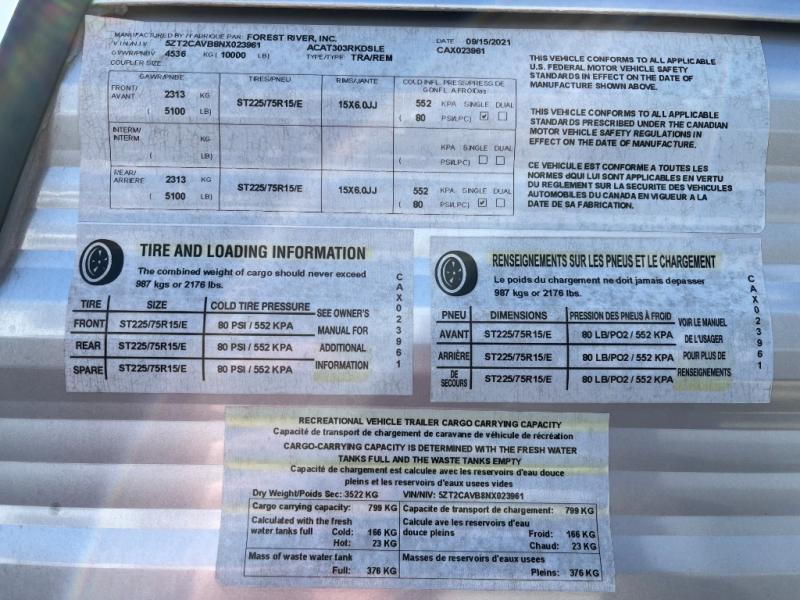 MANUFACTURED BY / FABRIQUE PAR: FOREST RIVER, INC. DATE 09/15/2021
V.I.N./N.I.V. 5ZT2CAVB8NX023961 ACAT303RKDSLE CAX023961
GVWR/PNBV 4536 KG ( 10000 LB) TYPE/TYPE: TRA/REM
COUPLER SIZE
GAWR/PNBE TIRES/PNEU RIMS/JANTE COLD INFL. PRESS/PRESS DE GONFL A FROID
FRONT/ AVANT 2313 KG ST225/75R15/E 15X6.0JJ 552 KPA SINGLE DUAL
( 5100 LB) ( 80 PSI/LPC)
INTERM/ INTERM KG KPA SINGLE DUAL
( LB) ( PSI/LPC)
REAR/ ARRIERE 2313 KG ST225/75R15/E 15X6.0JJ 552 KPA SINGLE DUAL
( 5100 LB) ( 80 PSI/LPC)
THIS VEHICLE CONFORMS TO ALL APPLICABLE
U.S. FEDERAL MOTOR VEHICLE SAFETY
STANDARDS IN EFFECT ON THE DATE OF
MANUFACTURE SHOWN ABOVE.
THIS VEHICLE CONFORMS TO ALL APPLICABLE
STANDARDS PRESCRIBED UNDER THE CANADIAN
MOTOR VEHICLE SAFETY REGULATIONS IN
EFFECT ON THE DATE OF MANUFACTURE.
CE VEHICULE EST CONFORME A TOUTES LES
NORMES dQUI LUI SONT APPLICABLES EN VERTU
DU REGLEMENT SUR LA SECURITE DES VEHICULES
AUTOMOBILES DU CANADA EN VIGUEUR A LA
DATE DE SA FABRICATION.
TIRE AND LOADING INFORMATION
The combined weight of cargo should never exceed
987 kgs or 2176 lbs.
TIRE SIZE COLD TIRE PRESSURE
FRONT ST225/75R15/E 80 PSI / 552 KPA
REAR ST225/75R15/E 80 PSI / 552 KPA
SPARE ST225/75R15/E 80 PSI / 552 KPA
SEE OWNER'S
MANUAL FOR
ADDITIONAL
INFORMATION
CAX023961
RENSEIGNEMENTS SUR LES PNEUS ET LE CHARGEMENT
Le poids du chargement ne doit jamais depasser
987 kgs or 2176 lbs.
PNEU DIMENSIONS PRESSION DES PNEUS À FROID
AVANT ST225/75R15/E 80 LB/PO2 / 552 KPA
ARRIÈRE ST225/75R15/E 80 LB/PO2 / 552 KPA
DE SECOURS ST225/75R15/E 80 LB/PO2 / 552 KPA
VOIR LE MANUEL
DE L'USAGER
POUR PLUS DE
RENSEIGNEMENTS
CAX023961
RECREATIONAL VEHICLE TRAILER CARGO CARRYING CAPACITY
Capacité de transport de chargement de caravane de véhicule de récréation
CARGO-CARRYING CAPACITY IS DETERMINED WITH THE FRESH WATER
TANKS FULL AND THE WASTE TANKS EMPTY
Capacité de chargement est calculee avec les reservoirs d'eau douce
pleins et les reservoirs d'eaux usees vides
Dry Weight/Poids Sec: 3522 KG VIN/NIV: 5ZT2CAVB8NX023961
Cargo carrying capacity: 799 KG
Calculated with the fresh
water tanks full Cold: 166 KG
Hot: 23 KG
Mass of waste water tank
Full: 376 KG
Capacite de transport de chargement: 799 KG
Calcule ave les reservoirs d'eau
douce pleins Froid: 166 KG
Chaud: 23 KG
Masses de reservoirs d'eaux usees
Pleins: 376 KG